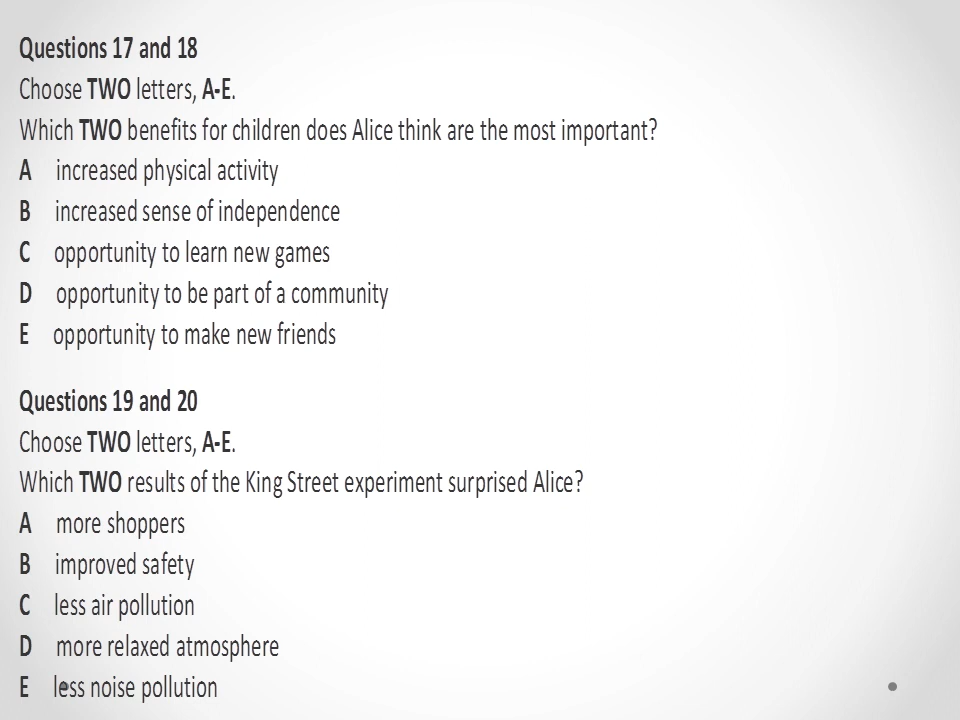 Questions 17 and 18
Choose TWO letters, A-E.
Which TWO benefits for children does Alice think are the most important?
A increased physical activity
B increased sense of independence
C opportunity to learn new games
D opportunity to be part of a community
E opportunity to make new friends
Questions 19 and 20
Choose TWO letters, A-E.
Which TWO results of the King Street experiment surprised Alice?
A more shoppers
B improved safety
C less air pollution
D more relaxed atmosphere
E less noise pollution